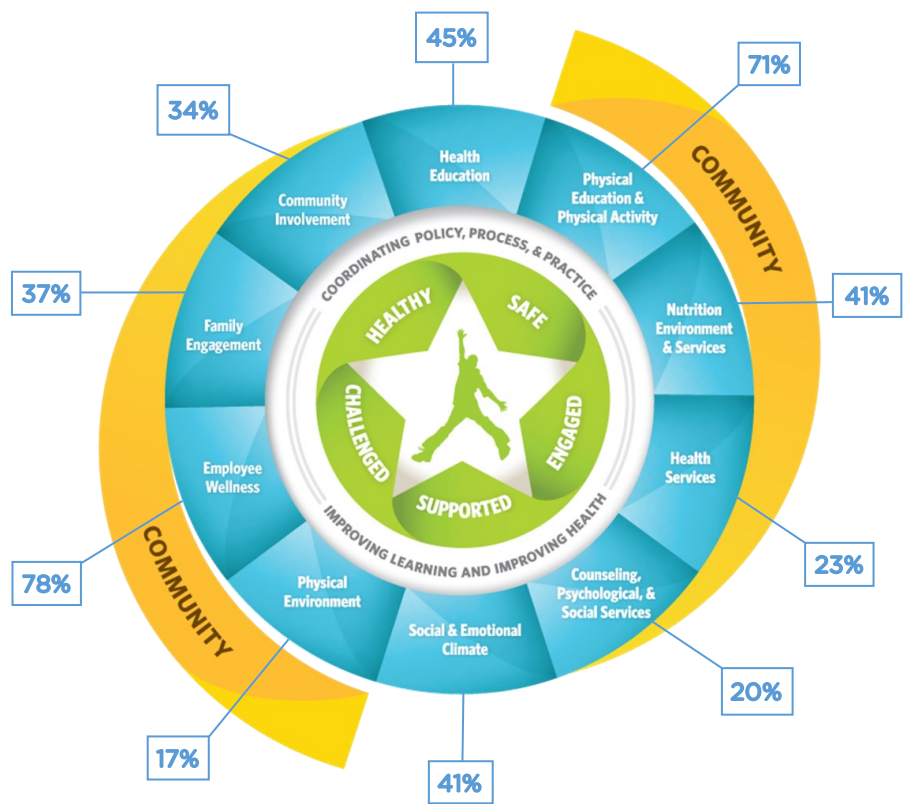 45%
71%
34%
COMMUNITY
Health
Education
Physical
Education &
Physical Activity
Community
Involvement
COORDINATING POLICY, PROCESS, & PRACTICE
37%
41%
HEALTHY
SAFE
Nutrition
Environment
& Services
Family
Engagement
CHALLENGED
ENGAGED
Employee
Wellness
Health
Services
SUPPORTED
IMPROVING LEARNING AND IMPROVING HEALTH
78%
23%
COMMUNITY
Physical
Environment
Counseling,
Psychological, &
Social Services
Social & Emotional
Climate
20%
17%
41%